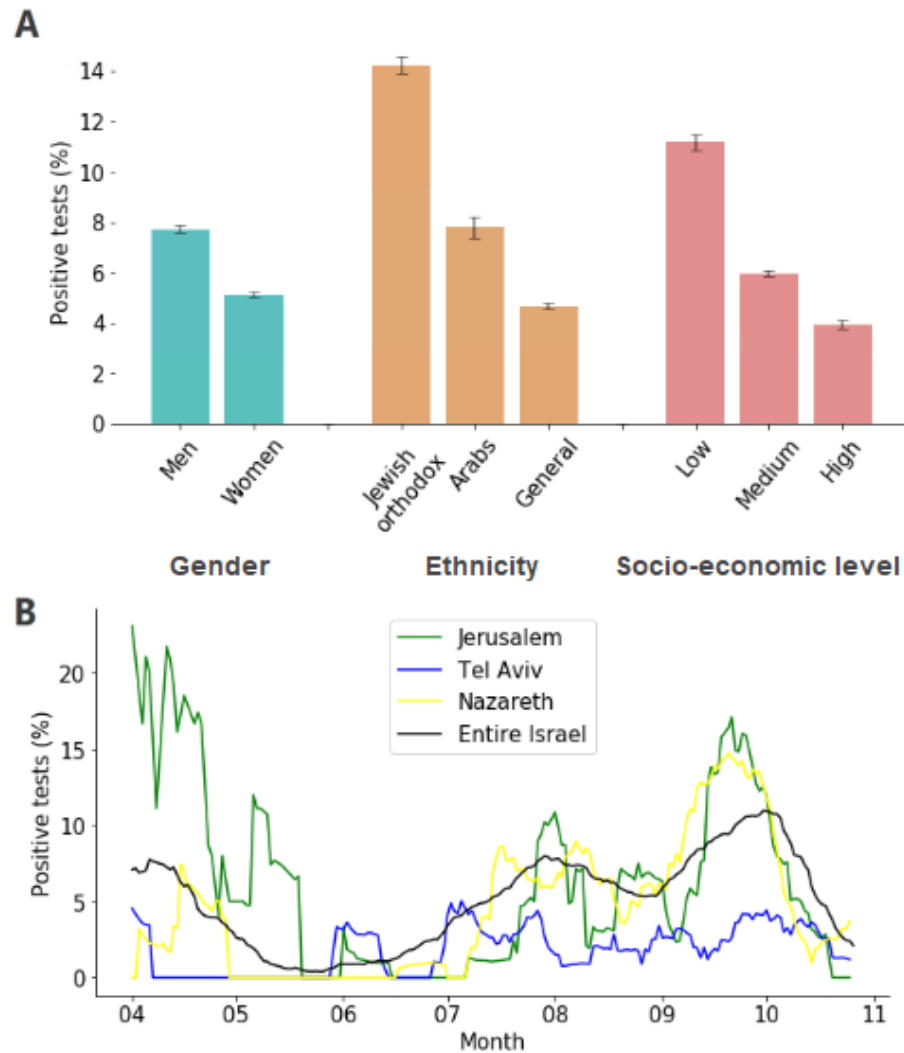 A
Positive tests (%)
14
12
10
8
6
4
2
0
Men
Women
Jewish
orthodox
Arabs
General
Low
Medium
High
Gender
Ethnicity
Socio-economic level
B
Positive tests (%)
20
15
10
5
0
Jerusalem
Tel Aviv
Nazareth
Entire Israel
04 05 06 07 08 09 10 11
Month